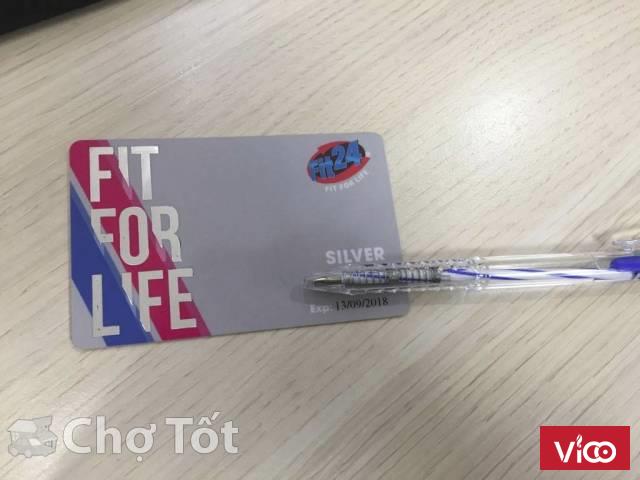 FIT
FOR
LIFE
Fit24
FIT FOR LIFE
SILVER
Exp: 13/09/2018
Chợ Tốt
VICO